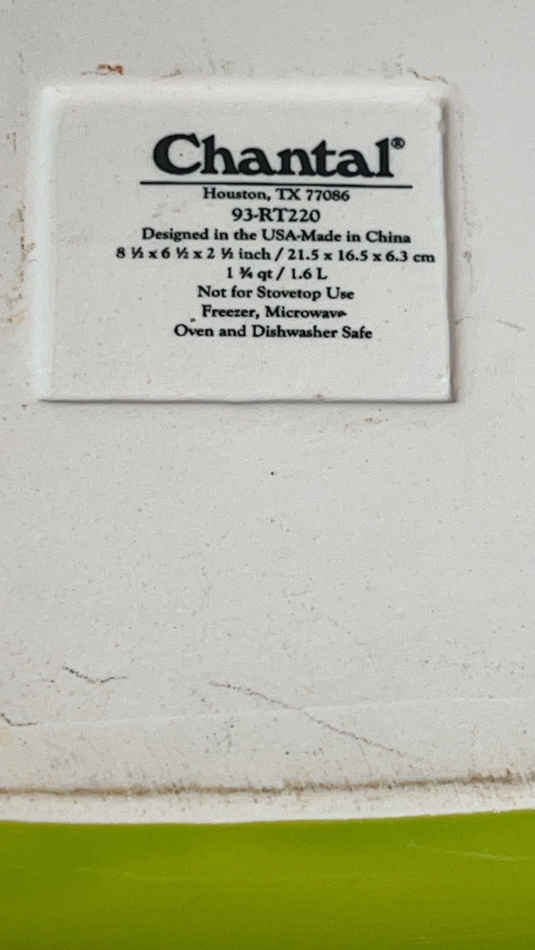 Chantal®
Houston, TX 77086
93-RT220
Designed in the USA-Made in China
8 ½ x 6 ½ x 2 ½ inch / 21.5 x 16.5 x 6.3 cm
1 ¾ qt / 1.6 L
Not for Stovetop Use
Freezer, Microwave
Oven and Dishwasher Safe